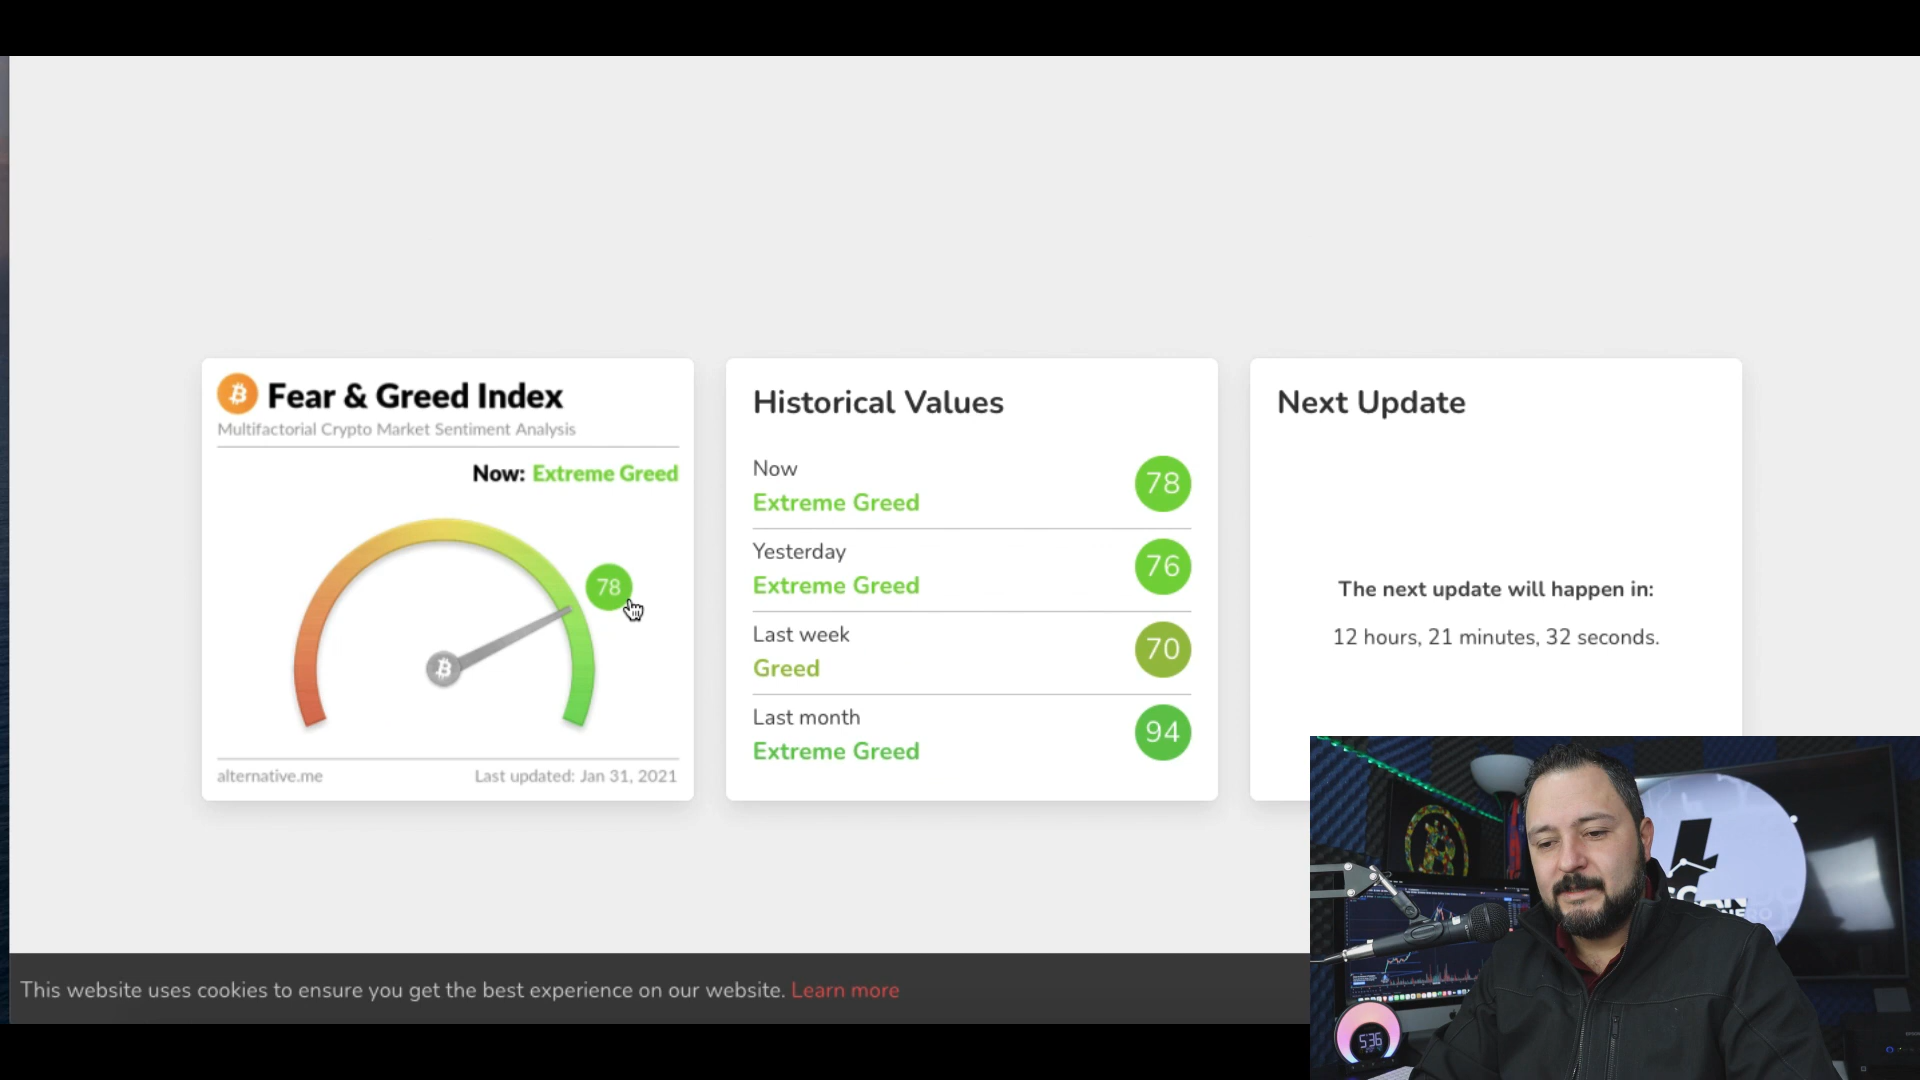 Fear & Greed Index
Multifactorial Crypto Market Sentiment Analysis
Now: Extreme Greed
78
alternative.me
Last updated: Jan 31, 2021
Historical Values
Now
Extreme Greed
78
Yesterday
Extreme Greed
76
Last week
Greed
70
Last month
Extreme Greed
94
Next Update
The next update will happen in:
12 hours, 21 minutes, 32 seconds.
This website uses cookies to ensure you get the best experience on our website. Learn more
5:36